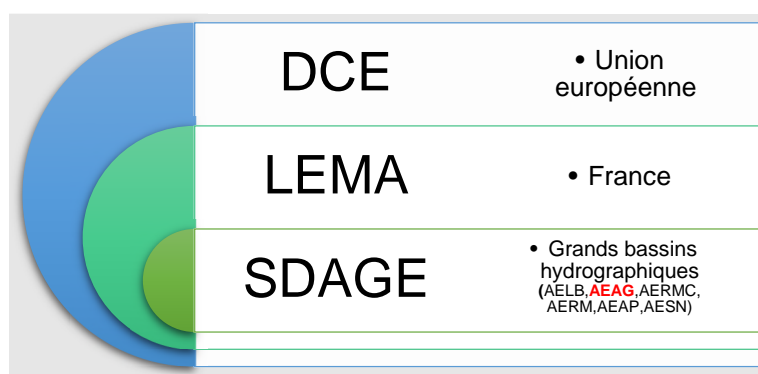 DCE
• Union
européenne
LEMA
• France
SDAGE
• Grands bassins
hydrographiques
(AELB,AEAG,AERMC,
AERM,AEAP,AESN)